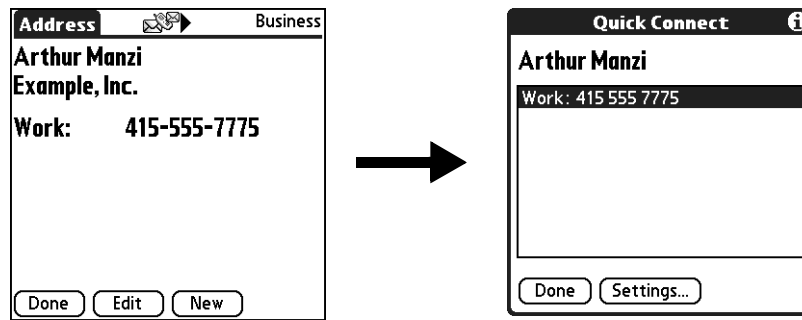 Address Business
Arthur Manzi
Example, Inc.
Work: 415-555-7775
Done Edit New
Quick Connect i
Arthur Manzi
Work: 415 555 7775
Done Settings...